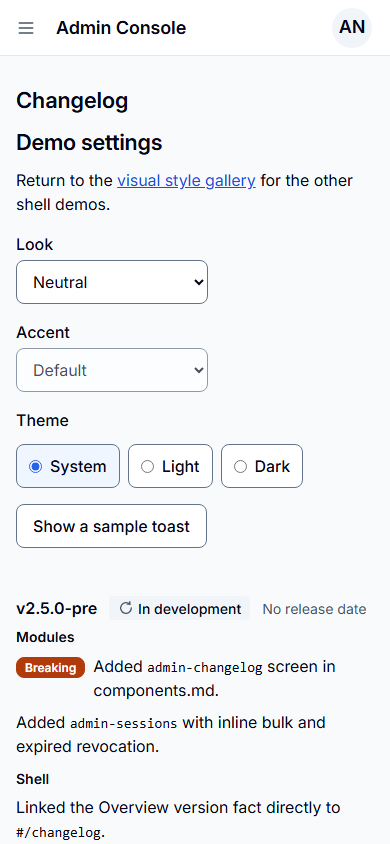 Admin Console
AN
Changelog
Demo settings
Return to the visual style gallery for the other
shell demos.
Look
Neutral
Accent
Default
Theme
System
Light
Dark
Show a sample toast
v2.5.0-pre
In development
No release date
Modules
Breaking
Added admin-changelog screen in
components.md.
Added admin-sessions with inline bulk and
expired revocation.
Shell
Linked the Overview version fact directly to
#/changelog.